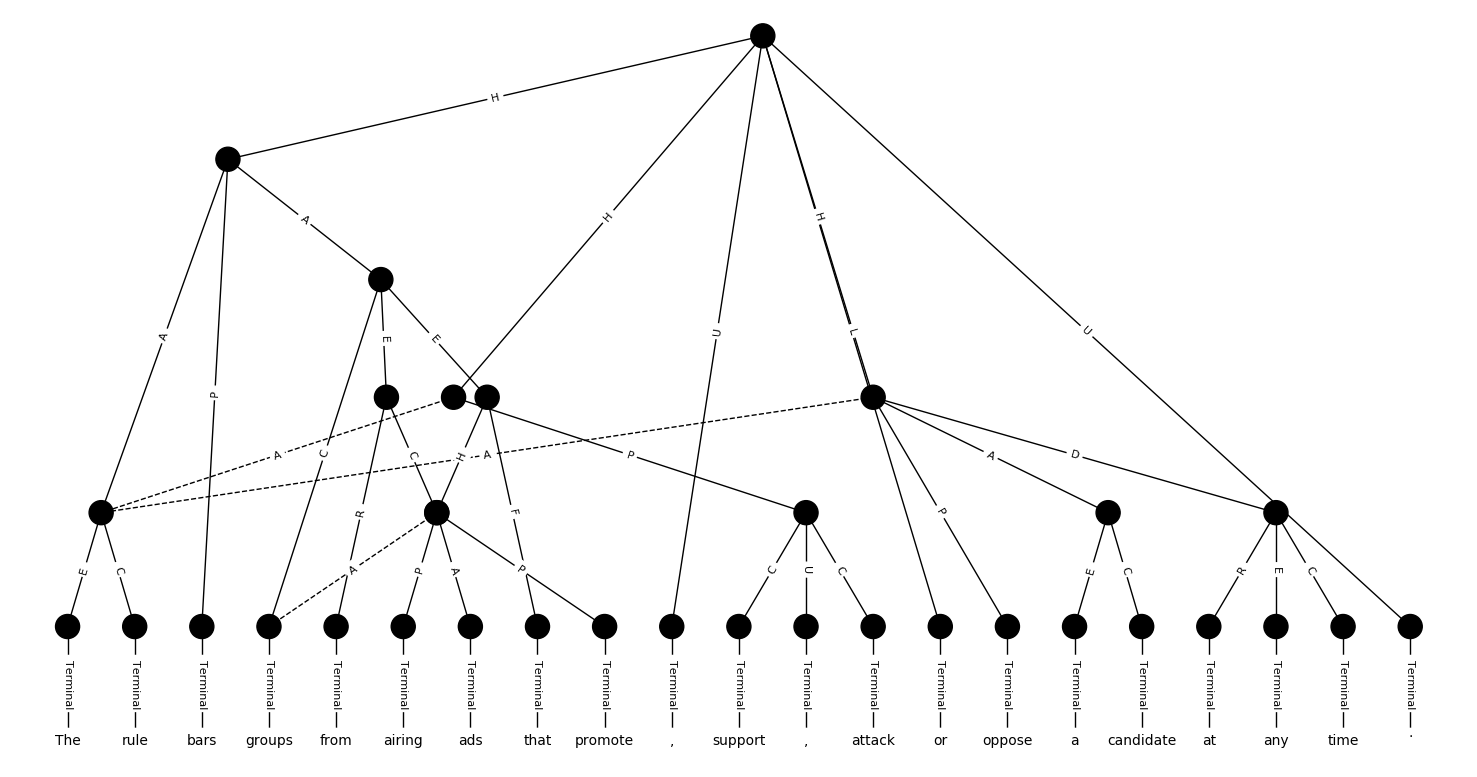 H
A
H
A
H
U
L
U
A
P
E
E
C
A
C
H
A
P
A
D
R
F
P
E
C
A
P
A
P
C
U
C
E
C
R
E
C
Terminal Terminal Terminal Terminal Terminal Terminal Terminal Terminal Terminal Terminal Terminal Terminal Terminal Terminal Terminal Terminal Terminal Terminal Terminal Terminal Terminal
The rule bars groups from airing ads that promote , support , attack or oppose a candidate at any time .